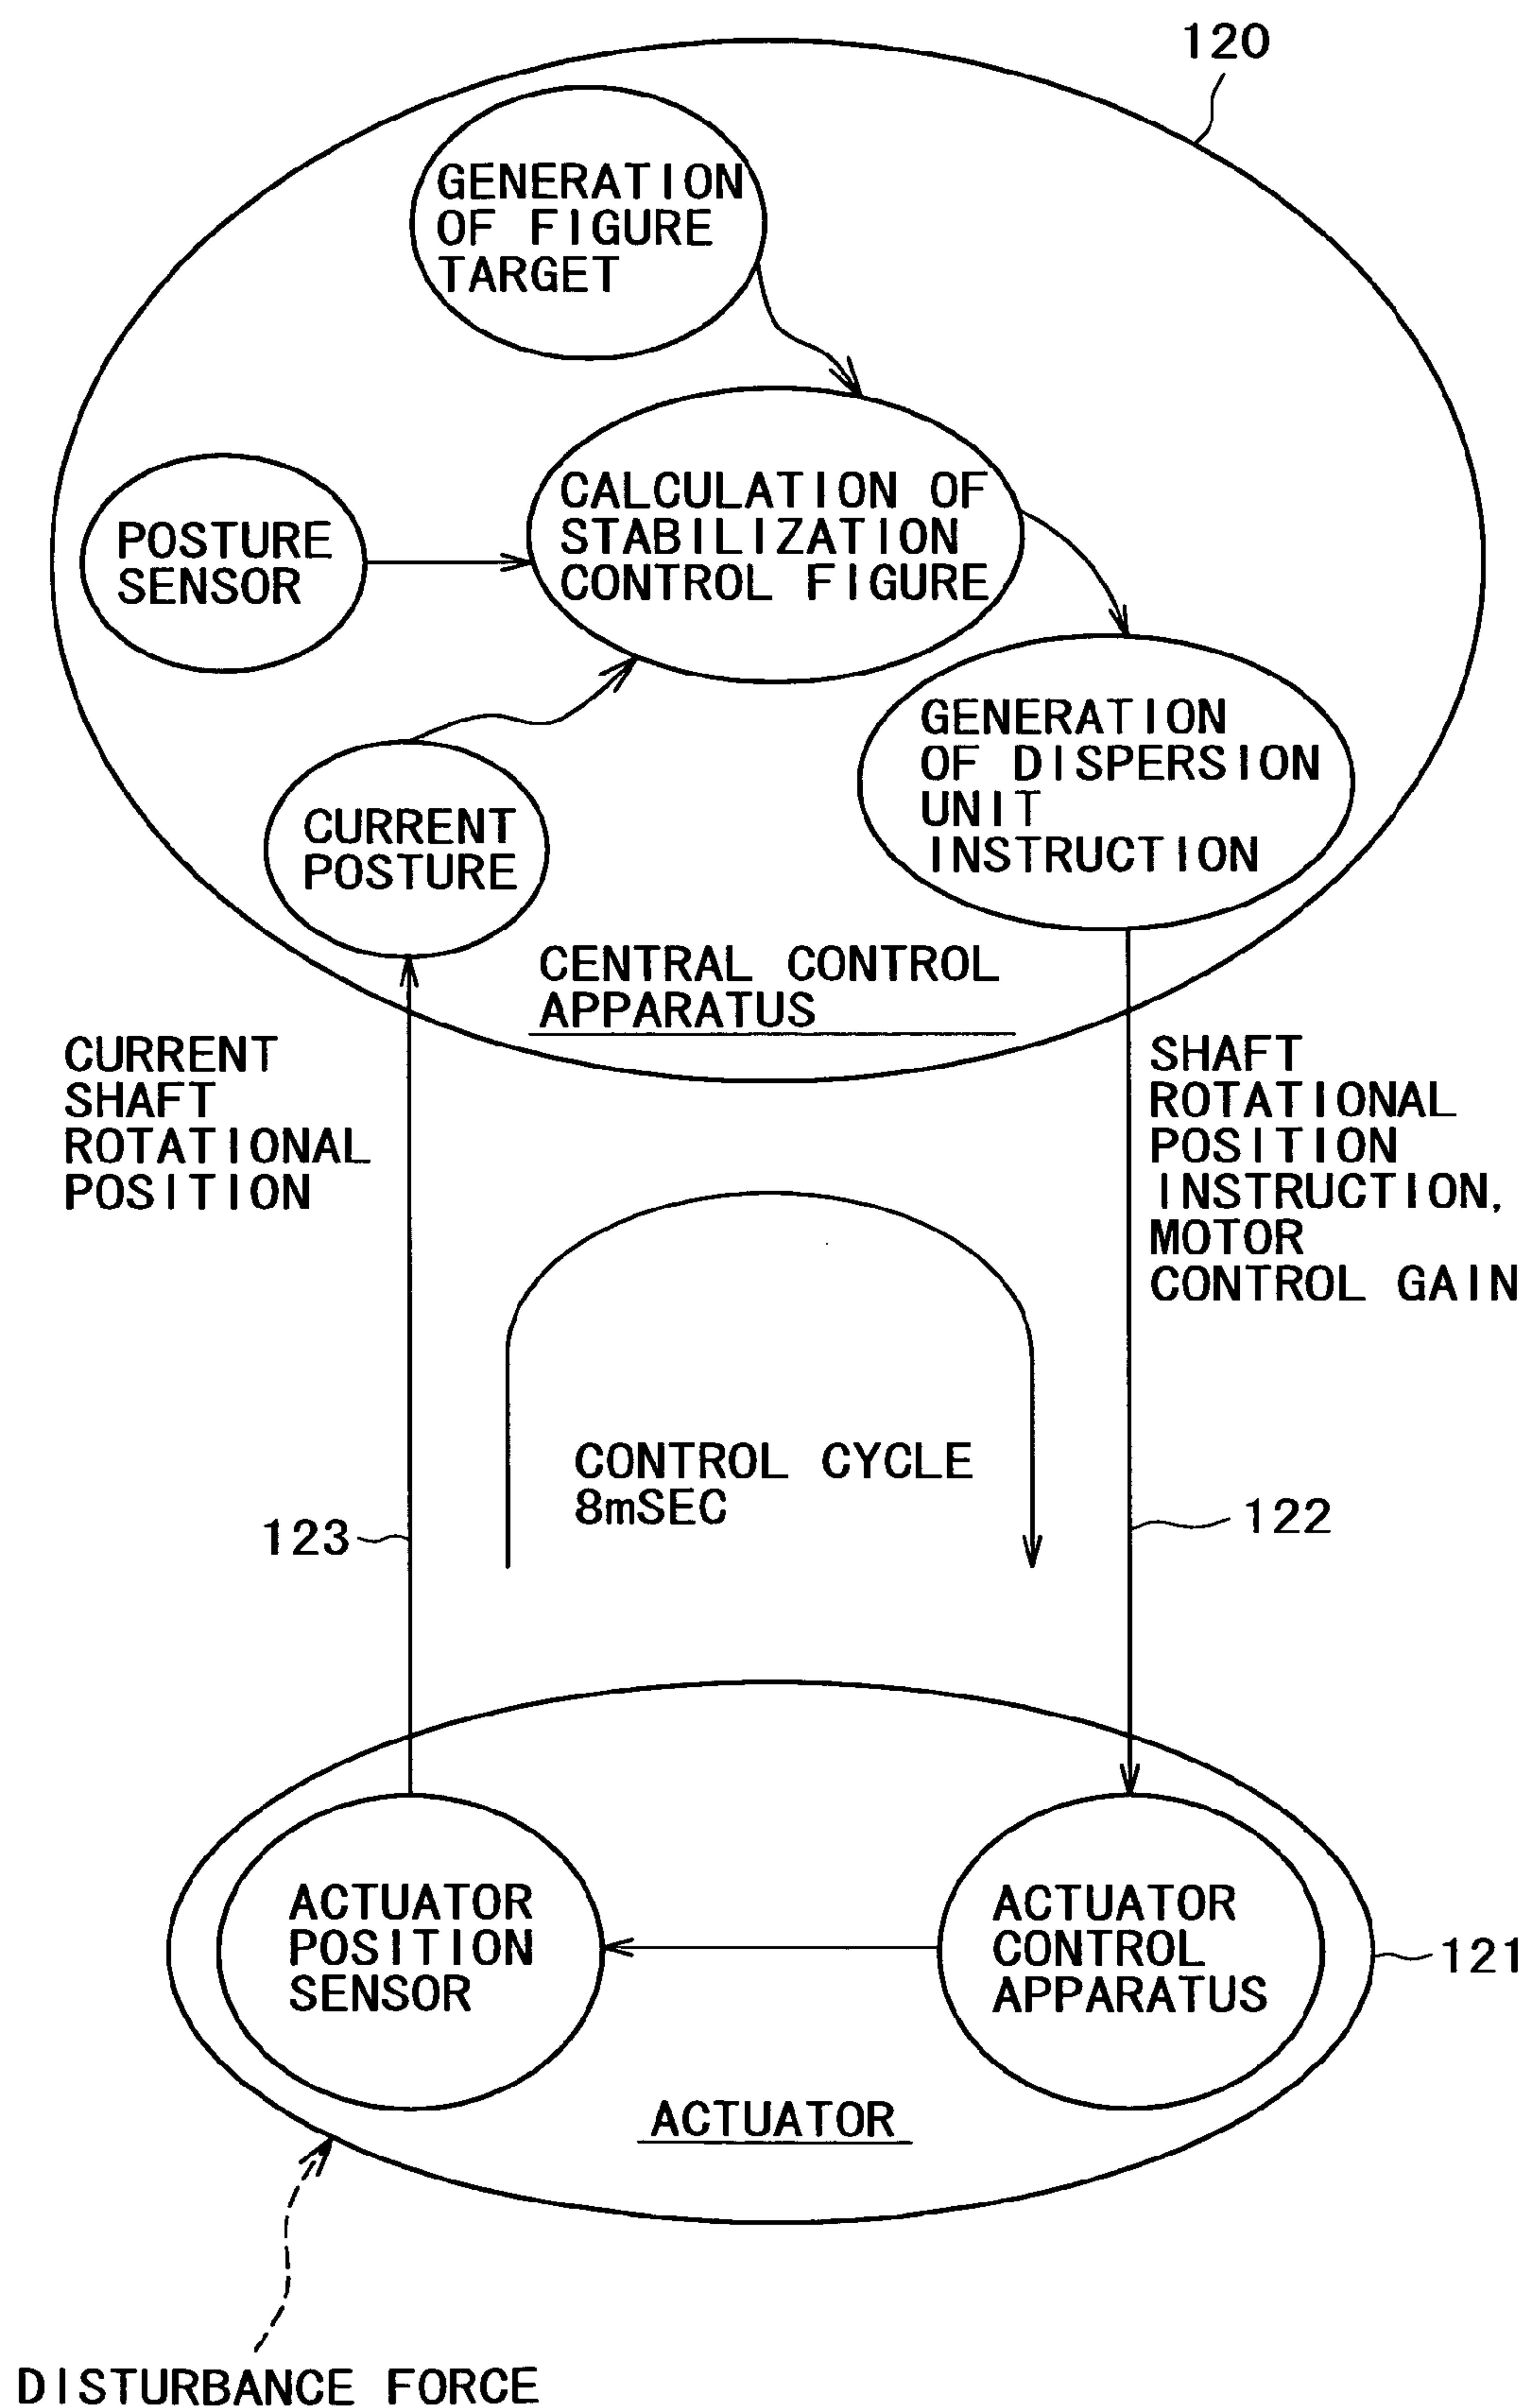 120
GENERATION
OF FIGURE
TARGET
CALCULATION OF
STABILIZATION
CONTROL FIGURE
POSTURE
SENSOR
GENERATION
OF DISPERSION
UNIT
INSTRUCTION
CURRENT
POSTURE
CENTRAL CONTROL
APPARATUS
CURRENT
SHAFT
ROTATIONAL
POSITION
SHAFT
ROTATIONAL
POSITION
INSTRUCTION,
MOTOR
CONTROL GAIN
CONTROL CYCLE
8mSEC
123
122
ACTUATOR
POSITION
SENSOR
ACTUATOR
CONTROL
APPARATUS
121
ACTUATOR
DISTURBANCE FORCE